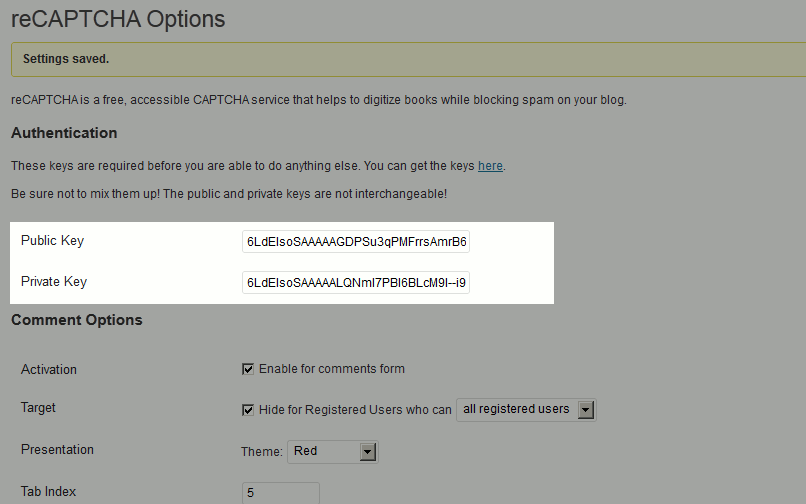 reCAPTCHA Options
Settings saved.
reCAPTCHA is a free, accessible CAPTCHA service that helps to digitize books while blocking spam on your blog.
Authentication
These keys are required before you are able to do anything else. You can get the keys here.
Be sure not to mix them up! The public and private keys are not interchangeable!
Public Key 6LdEIsoSAAAAAGDPSu3qPMFrrsAmrB6
Private Key 6LdEIsoSAAAAALQNmI7PBI6BLcM9I--i9
Comment Options
Activation Enable for comments form
Target Hide for Registered Users who can all registered users
Presentation Theme: Red
Tab Index 5